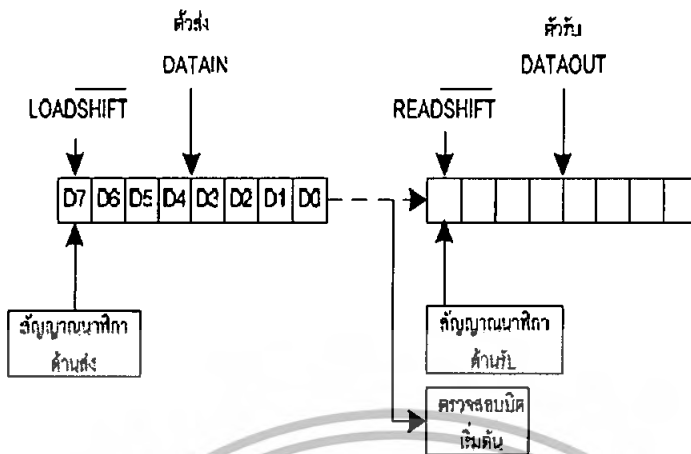 ตัวส่ง
DATAIN
LOADSHIFT
D7 D6 D5 D4 D3 D2 D1 D0
สัญญาณนาฬิกา
ด้านส่ง
ตัวรับ
DATAOUT
READSHIFT
สัญญาณนาฬิกา
ด้านรับ
ตรวจสอบบิต
เริ่มต้น